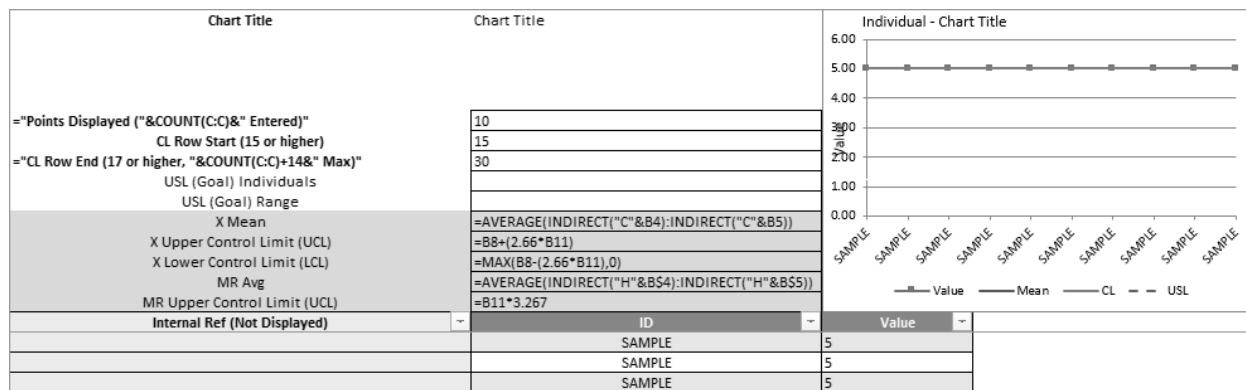 Chart Title Chart Title
Individual - Chart Title
6.00
5.00
4.00
3.00
2.00
1.00
0.00
Value
SAMPLE SAMPLE SAMPLE SAMPLE SAMPLE SAMPLE SAMPLE SAMPLE SAMPLE SAMPLE
Value Mean CL USL
="Points Displayed ("&COUNT(C:C)&" Entered)" 10
CL Row Start (15 or higher) 15
="CL Row End (17 or higher, "&COUNT(C:C)+14&" Max)" 30
USL (Goal) Individuals
USL (Goal) Range
X Mean =AVERAGE(INDIRECT("C"&B4):INDIRECT("C"&B5))
X Upper Control Limit (UCL) =B8+(2.66*B11)
X Lower Control Limit (LCL) =MAX(B8-(2.66*B11),0)
MR Avg =AVERAGE(INDIRECT("H"&B$4):INDIRECT("H"&B$5))
MR Upper Control Limit (UCL) =B11*3.267
Internal Ref (Not Displayed) ID Value
SAMPLE 5
SAMPLE 5
SAMPLE 5